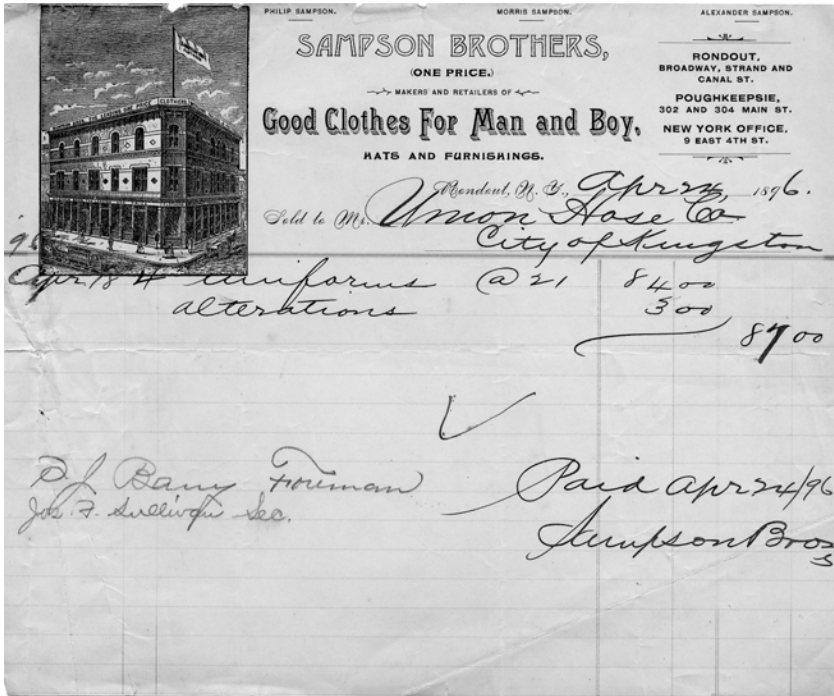 PHILIP SAMPSON. MORRIS SAMPSON. ALEXANDER SAMPSON.
SAMPSON BROTHERS,
(ONE PRICE.)
MAKERS AND RETAILERS OF
Good Clothes For Man and Boy.
HATS AND FURNISHINGS.
RONDOUT,
BROADWAY, STRAND AND
CANAL ST.
POUGHKEEPSIE,
302 AND 304 MAIN ST.
NEW YORK OFFICE,
9 EAST 4TH ST.
Rondout, N. Y., Apr 24, 1896.
Sold to Mr. Union Hose Co
City of Kingston
'96
Apr 18 4 uniforms @ 21 84 00
alterations 3 00
87 00
Foreman
Jos F. Sullivan Sec.
Paid Apr 24/96
Sampson Bros